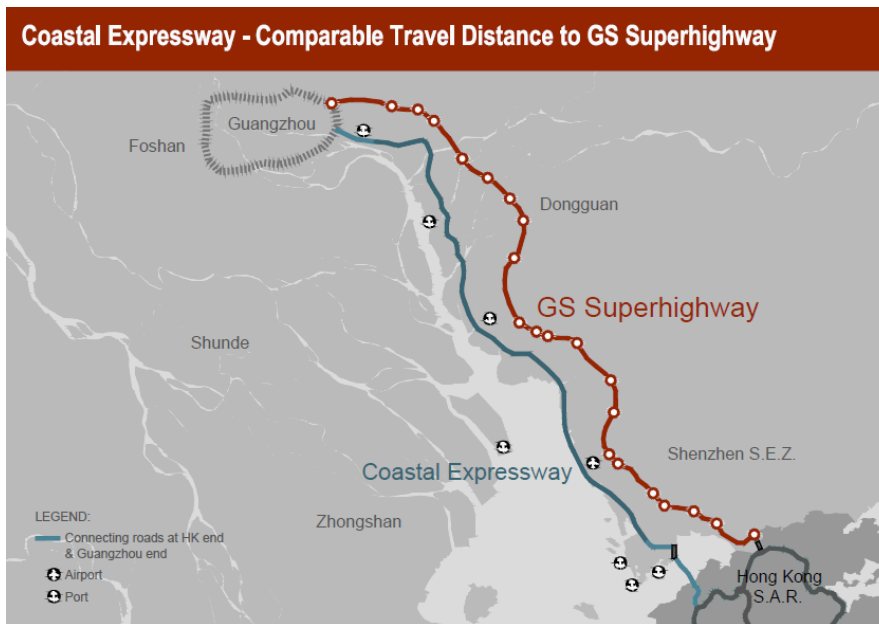 Coastal Expressway - Comparable Travel Distance to GS Superhighway
Guangzhou
Foshan
Dongguan
GS Superhighway
Shunde
Shenzhen S.E.Z.
Coastal Expressway
Zhongshan
LEGEND:
Connecting roads at HK end
& Guangzhou end
Airport
Port
Hong Kong
S.A.R.